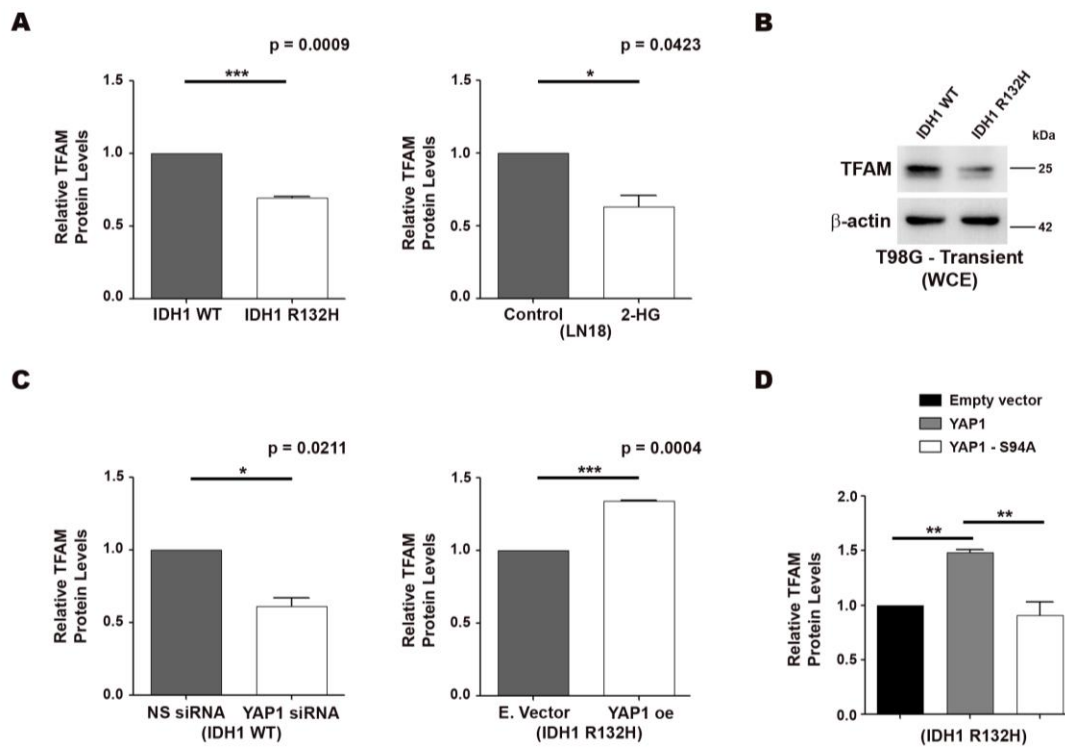 A
p = 0.0009
***
1.5
1.0
0.5
0.0
Relative TFAM
Protein Levels
IDH1 WT
IDH1 R132H
p = 0.0423
*
1.5
1.0
0.5
0.0
Relative TFAM
Protein Levels
Control
2-HG
(LN18)
B
IDH1 WT
IDH1 R132H
kDa
TFAM
25
β-actin
42
T98G - Transient
(WCE)
C
p = 0.0211
*
1.5
1.0
0.5
0.0
Relative TFAM
Protein Levels
NS siRNA
YAP1 siRNA
(IDH1 WT)
p = 0.0004
***
1.5
1.0
0.5
0.0
Relative TFAM
Protein Levels
E. Vector
YAP1 oe
(IDH1 R132H)
D
Empty vector
YAP1
YAP1 - S94A
2.0
1.5
1.0
0.5
0.0
**
**
Relative TFAM
Protein Levels
(IDH1 R132H)